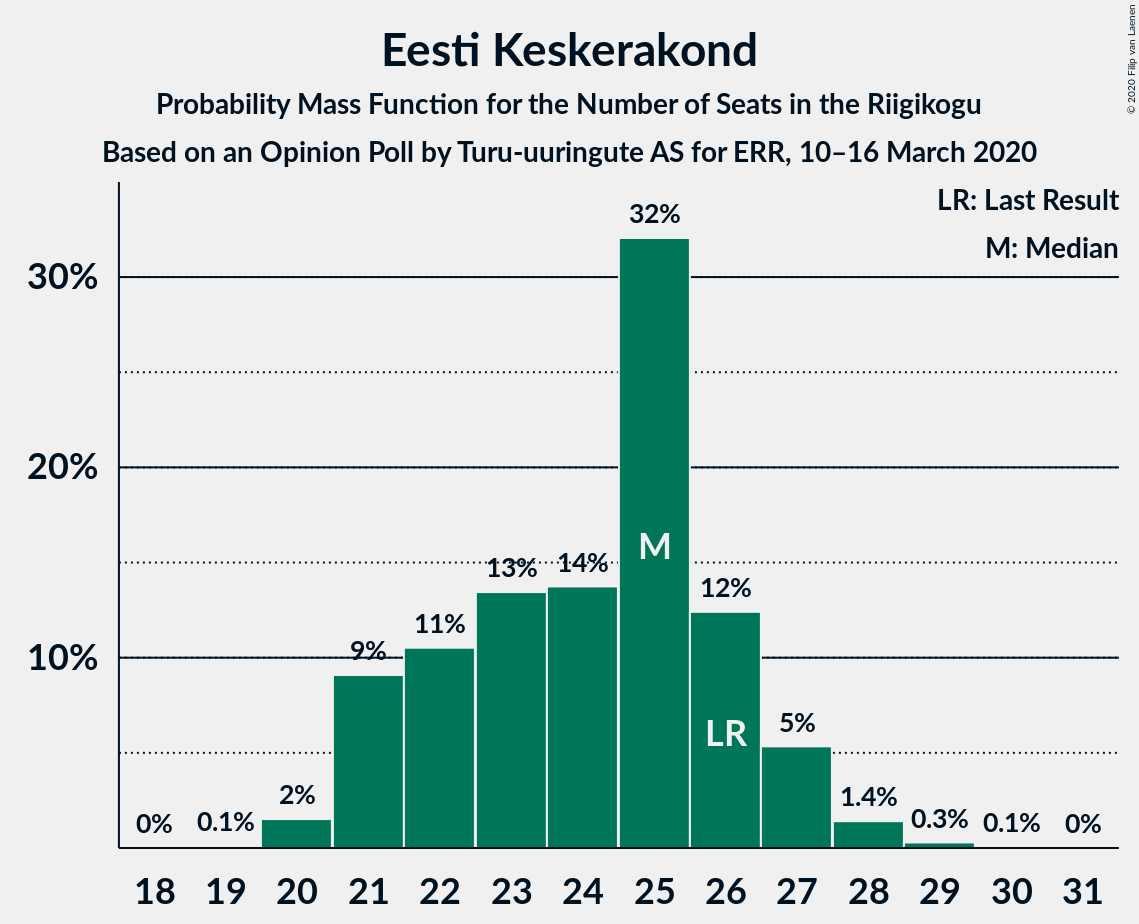 Eesti Keskerakond
Probability Mass Function for the Number of Seats in the Riigikogu
Based on an Opinion Poll by Turu-uuringute AS for ERR, 10–16 March 2020
© 2020 Filip van Laenen
LR: Last Result
M: Median
32%
30%
20%
13%
14%
M
12%
11%
9%
10%
LR
5%
2%
1.4%
0%
0.1%
0.3%
0.1%
0%
18 19 20 21 22 23 24 25 26 27 28 29 30 31